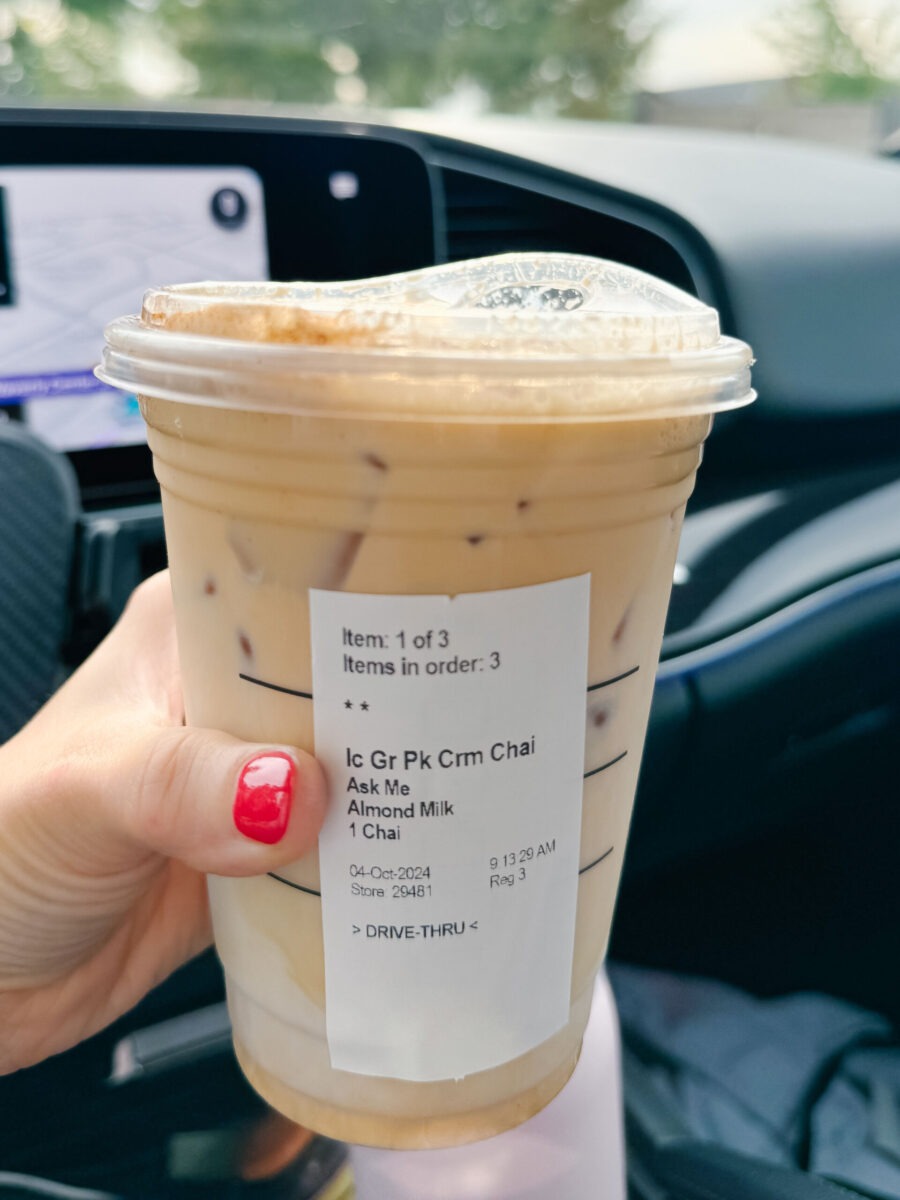 Item: 1 of 3
Items in order: 3
* *
Ic Gr Pk Crm Chai
Ask Me
Almond Milk
1 Chai
04-Oct-2024 9:13:29 AM
Store: 29481 Reg 3
> DRIVE-THRU <